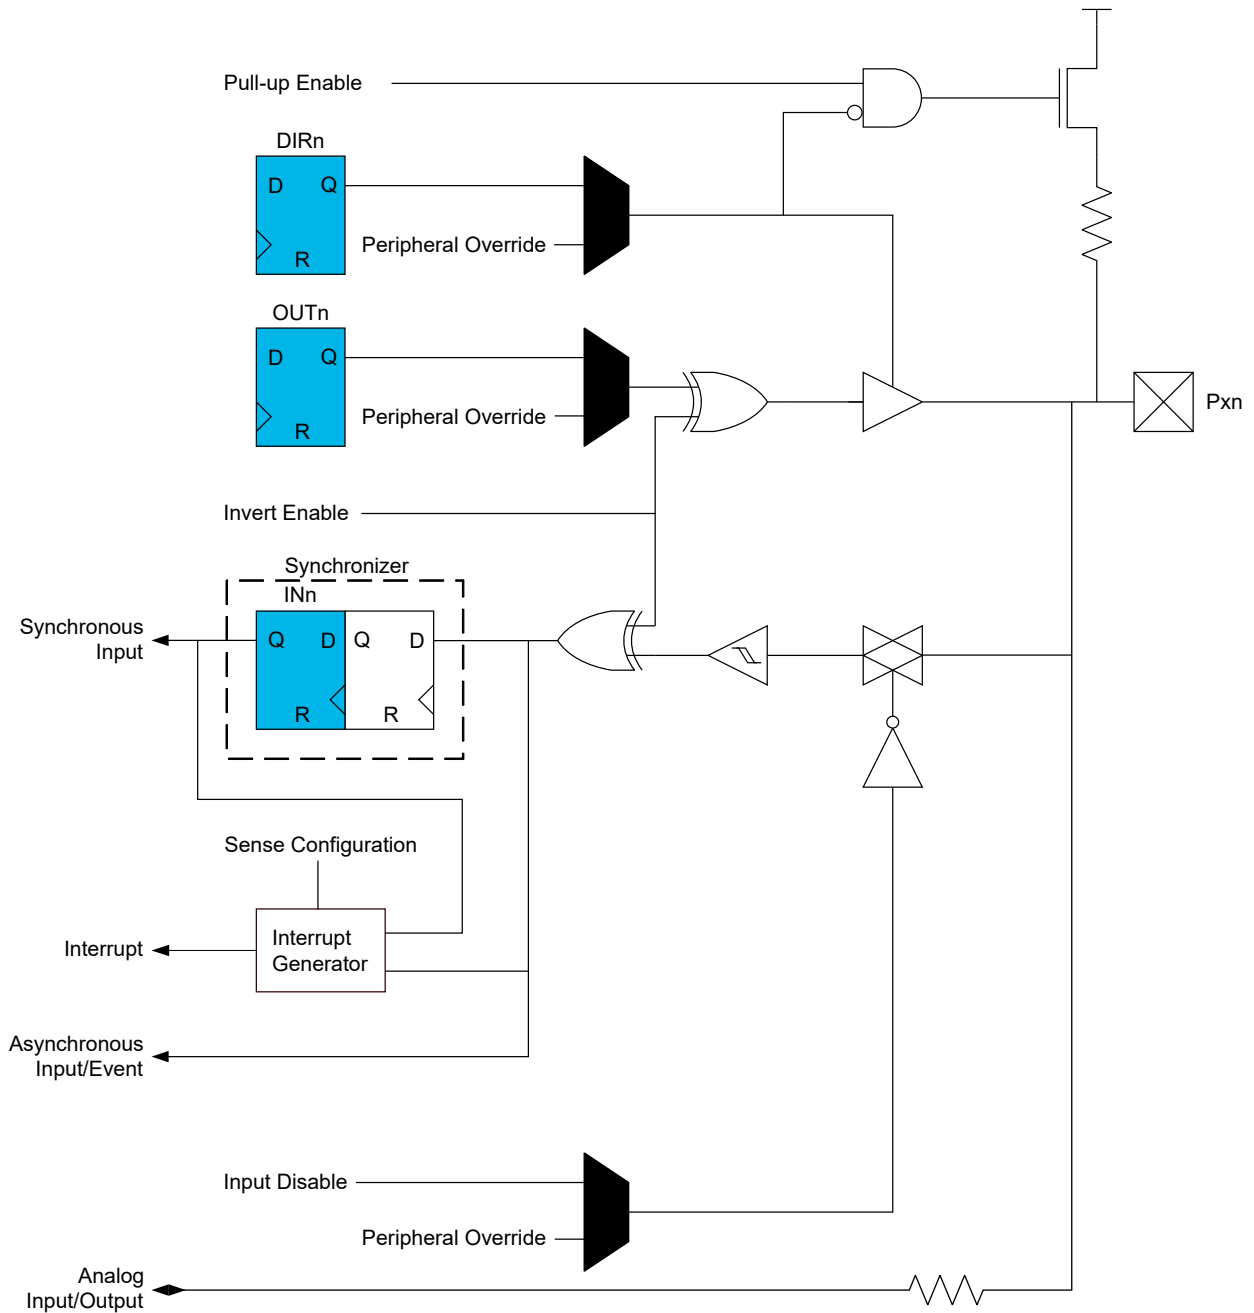 Pull-up Enable
DIRn
D Q
Peripheral Override
R
OUTn
D Q
Pxn
Peripheral Override
R
Invert Enable
Synchronizer
INn
Synchronous
Input
Q D Q D
R R
Sense Configuration
Interrupt
Interrupt
Generator
Asynchronous
Input/Event
Input Disable
Peripheral Override
Analog
Input/Output